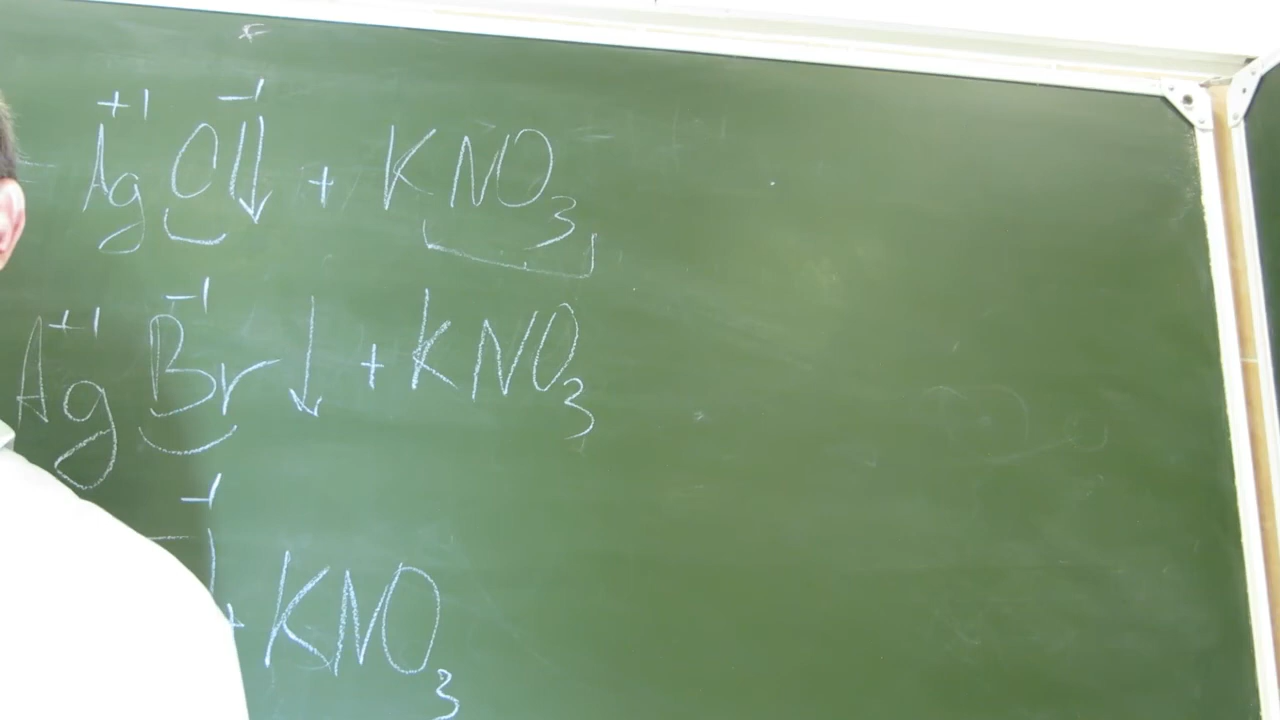 +1 -1
AgCl↓ + KNO₃
+1 -1
AgBr↓ + KNO₃
-1
↓ + KNO₃